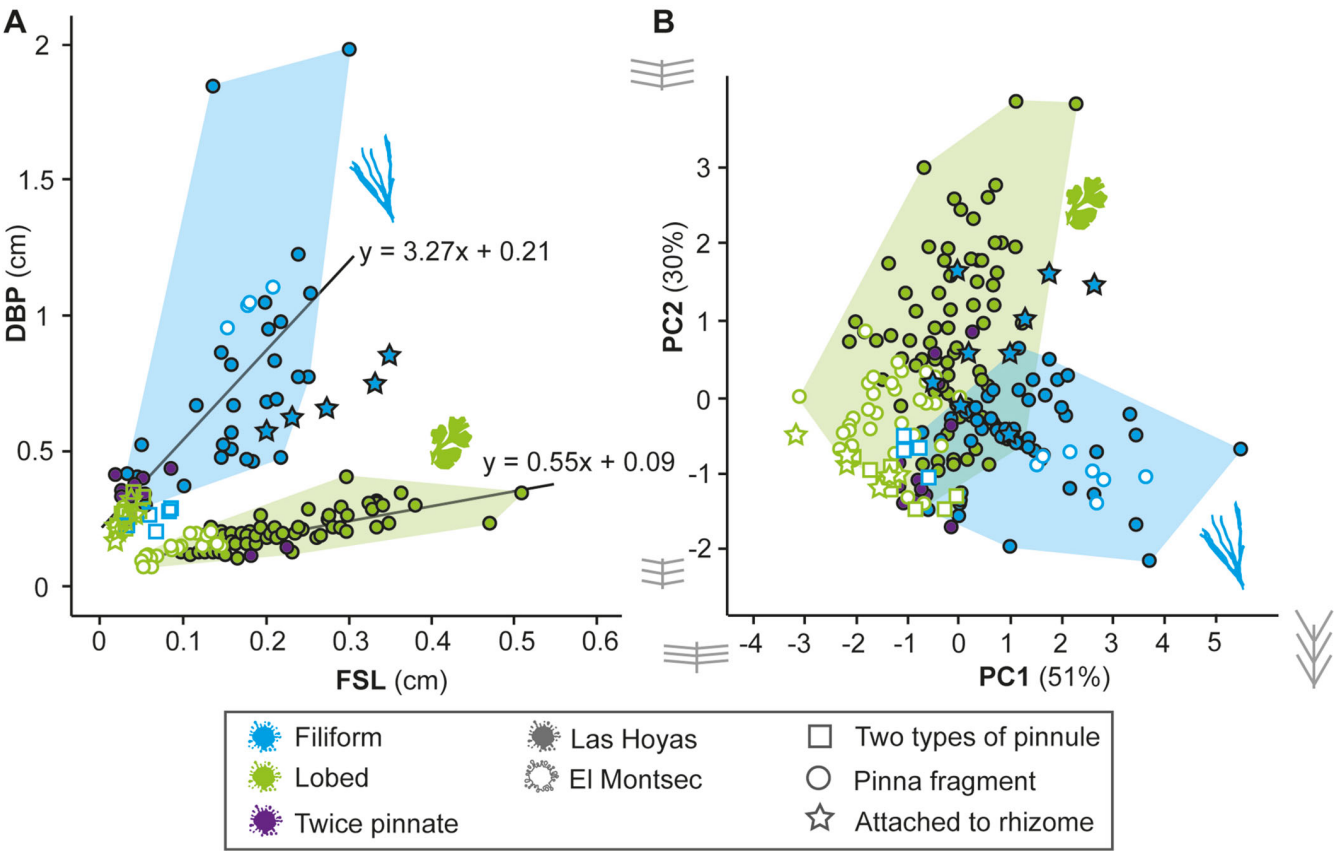 A
DBP (cm)
2
1.5
1
0.5
0
y = 3.27x + 0.21
y = 0.55x + 0.09
0 0.1 0.2 0.3 0.4 0.5 0.6
FSL (cm)
B
PC2 (30%)
3
2
1
0
-1
-2
-4 -3 -2 -1 0 1 2 3 4 5
PC1 (51%)
Filiform
Lobed
Twice pinnate
Las Hoyas
El Montsec
Two types of pinnule
Pinna fragment
Attached to rhizome